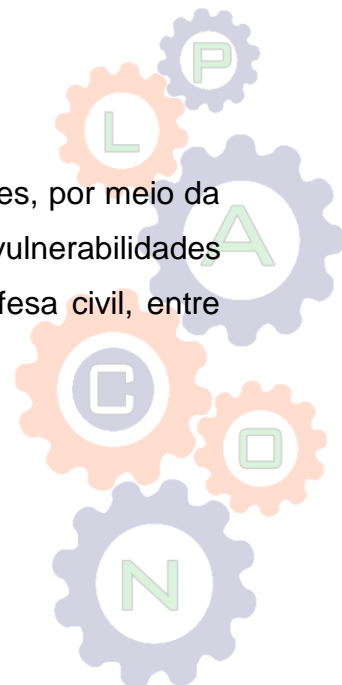 P
L
es, por meio da
A
vulnerabilidades
fesa civil, entre
C
O
N